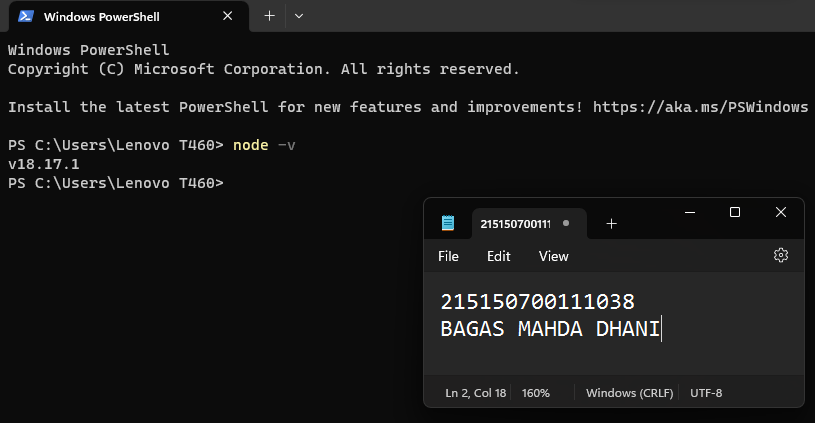 Windows PowerShell
Windows PowerShell
Copyright (C) Microsoft Corporation. All rights reserved.
Install the latest PowerShell for new features and improvements! https://aka.ms/PSWindows
PS C:\Users\Lenovo T460> node -v
v18.17.1
PS C:\Users\Lenovo T460>
215150700111
File Edit View
215150700111038
BAGAS MAHDA DHANI
Ln 2, Col 18 160% Windows (CRLF) UTF-8